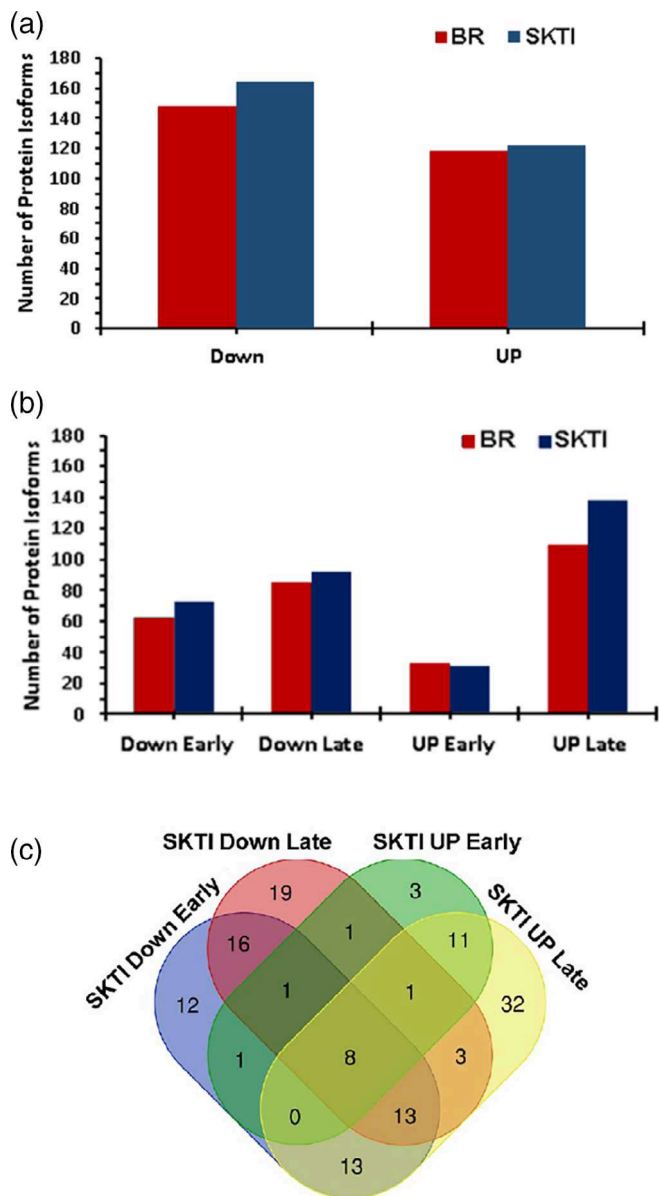 (a)
BR SKTI
Number of Protein Isoforms
180
160
140
120
100
80
60
40
20
0
Down UP
(b)
BR SKTI
Number of Protein Isoforms
180
160
140
120
100
80
60
40
20
0
Down Early Down Late UP Early UP Late
(c)
SKTI Down Late SKTI UP Early
SKTI Down Early SKTI UP Late
19 3
16 1 11
12 1 1 32
1 8 3
0 13
13